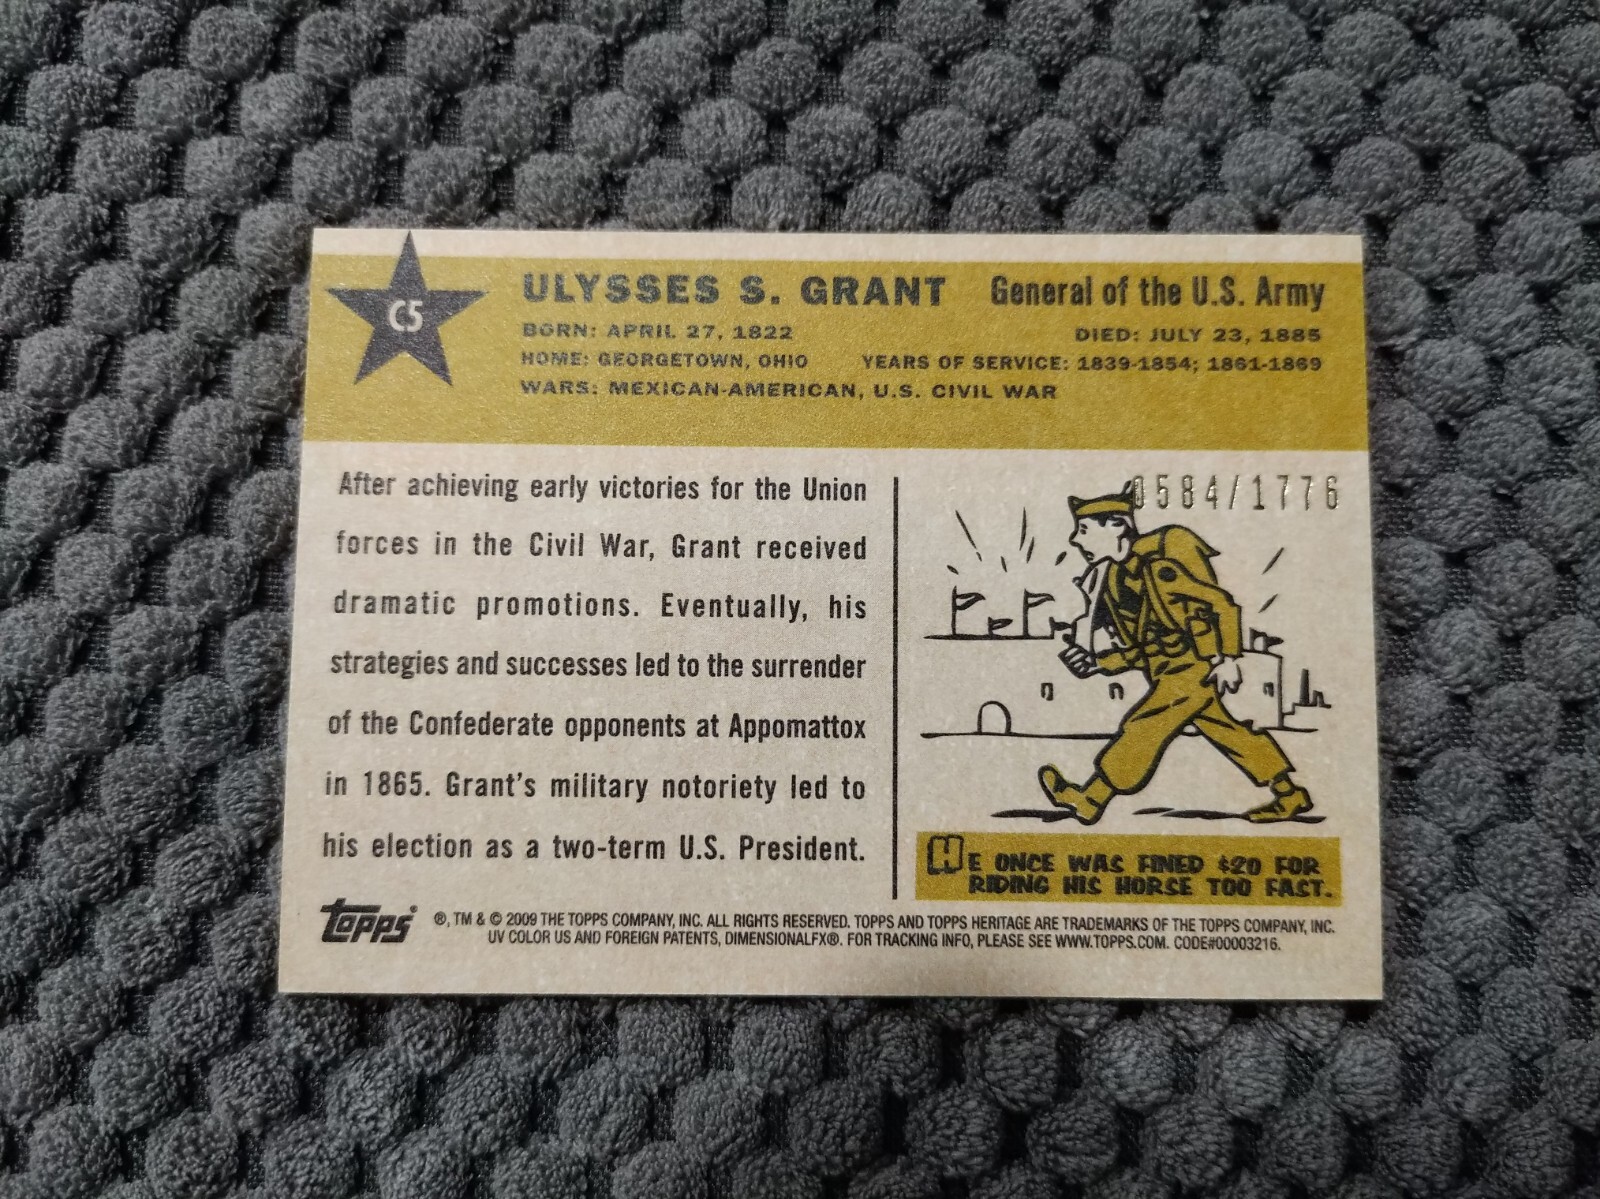 C5
ULYSSES S. GRANT General of the U.S. Army
BORN: APRIL 27, 1822 DIED: JULY 23, 1885
HOME: GEORGETOWN, OHIO YEARS OF SERVICE: 1839-1854; 1861-1869
WARS: MEXICAN-AMERICAN, U.S. CIVIL WAR
After achieving early victories for the Union
forces in the Civil War, Grant received
dramatic promotions. Eventually, his
strategies and successes led to the surrender
of the Confederate opponents at Appomattox
in 1865. Grant's military notoriety led to
his election as a two-term U.S. President.
0584/1776
HE ONCE WAS FINED $20 FOR
RIDING HIS HORSE TOO FAST.
Topps®
®, TM & © 2009 THE TOPPS COMPANY, INC. ALL RIGHTS RESERVED. TOPPS AND TOPPS HERITAGE ARE TRADEMARKS OF THE TOPPS COMPANY, INC.
UV COLOR US AND FOREIGN PATENTS, DIMENSIONALFX®. FOR TRACKING INFO, PLEASE SEE WWW.TOPPS.COM. CODE#00003216.